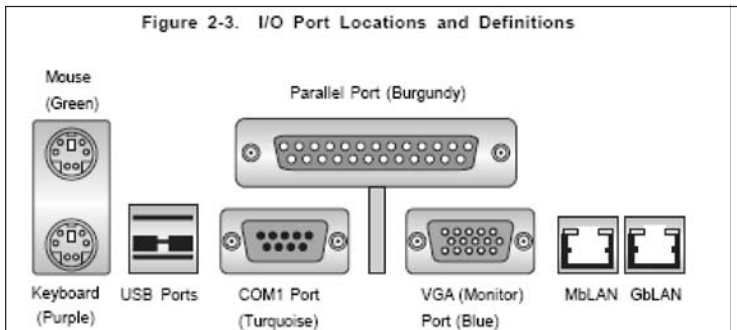 Figure 2-3. I/O Port Locations and Definitions
Mouse
(Green)
Parallel Port (Burgundy)
Keyboard
(Purple)
USB Ports
COM1 Port
(Turquoise)
VGA (Monitor)
Port (Blue)
MbLAN
GbLAN